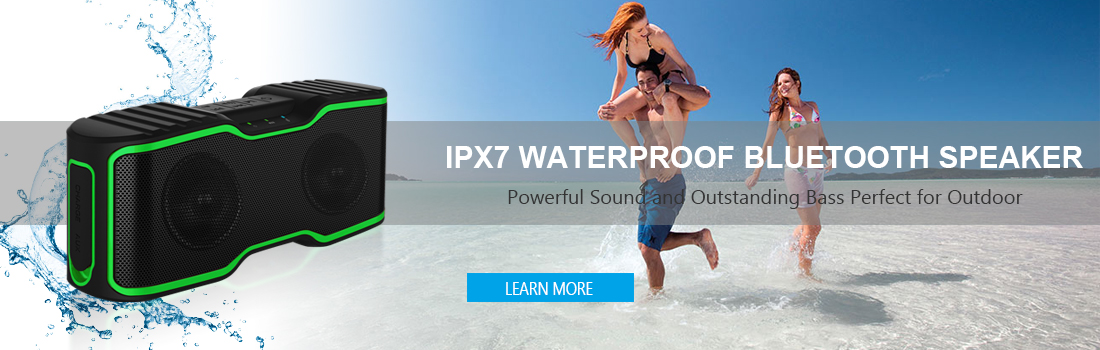 IPX7 WATERPROOF BLUETOOTH SPEAKER
Powerful Sound and Outstanding Bass Perfect for Outdoor
LEARN MORE